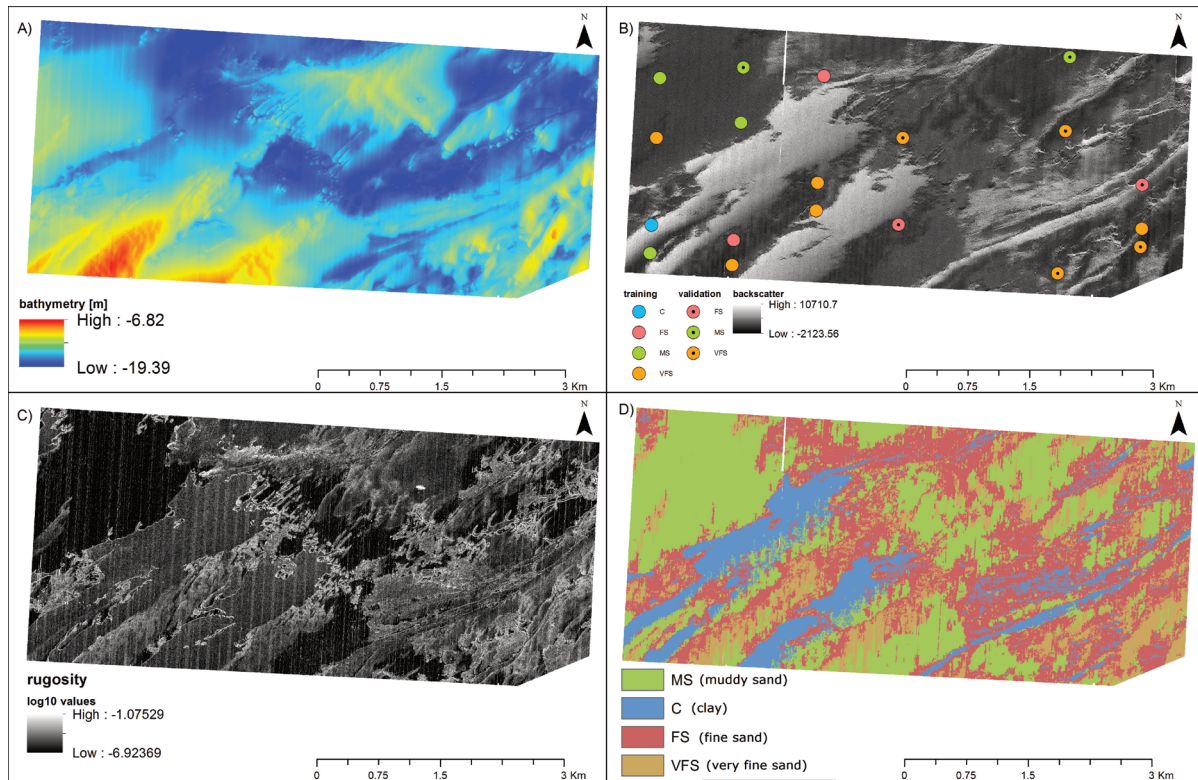 A)
N
bathymetry [m]
High : -6.82
Low : -19.39
0 0.75 1.5 3 Km
B)
N
training validation backscatter
C FS High : 10710.7
FS MS
MS VFS Low : -2123.56
VFS
0 0.75 1.5 3 Km
C)
N
rugosity
log10 values
High : -1.07529
Low : -6.92369
0 0.75 1.5 3 Km
D)
N
MS (muddy sand)
C (clay)
FS (fine sand)
VFS (very fine sand)
0 0.75 1.5 3 Km